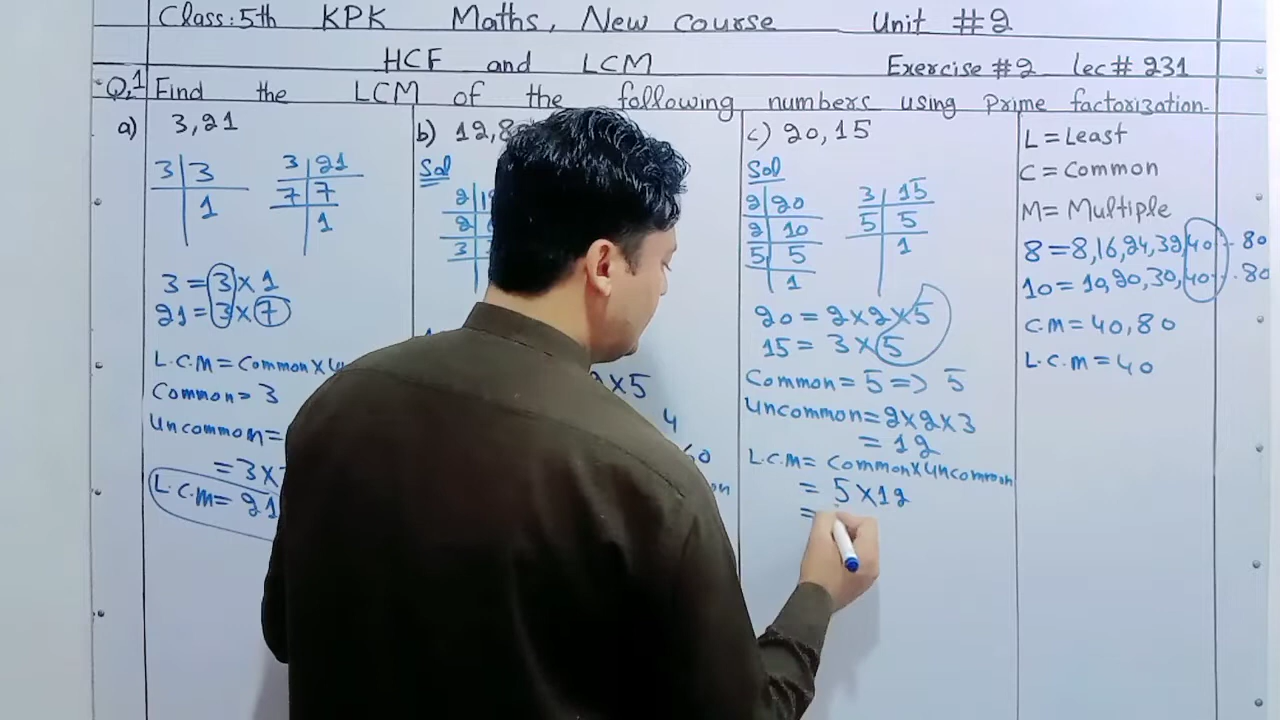 Class: 5th KPK Maths, New course Unit #2
HCF and LCM Exercise #2 lec# 231
Q.1 Find the LCM of the following numbers using Prime factorization.
a) 3,21
3 3
1
3 21
7 7
1
3 = 3 × 1
21 = 3 × 7
L.C.M = Common ×
Common = 3
Uncommon =
= 3 ×
L.C.M = 21
b) 12,8
Sol
2
2
3
× 5
4
c) 20,15
Sol
2 20
2 10
5 5
1
3 15
5 5
1
20 = 2×2×5
15 = 3 × 5
Common = 5 => 5
Uncommon = 2×2×3
= 12
L.C.M = Common×Uncommon
= 5×12
=
L = Least
C = Common
M = Multiple
8 = 8,16,24,32,40 - 80
10 = 10,20,30,40 - 80
C.M = 40,80
L.C.M = 40